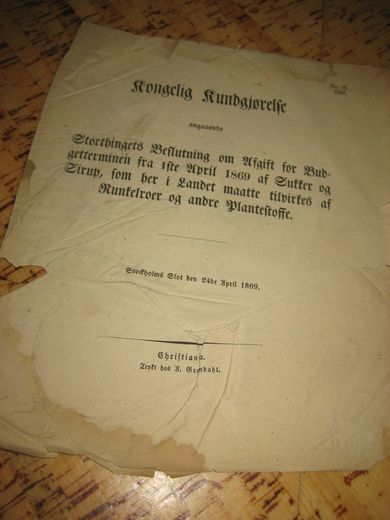 Kongelig Kundgjørelse
angaaende
Storthingets Beslutning om Afgift for Bud-
getterminen fra 1ste April 1869 af Sukker og
Sirup, som her i Landet maatte tilvirkes af
Runkelroer og andre Plantestoffe.
Stockholms Slot den 24de April 1869.
Christiana.
Trykt hos A. Grøndahl.